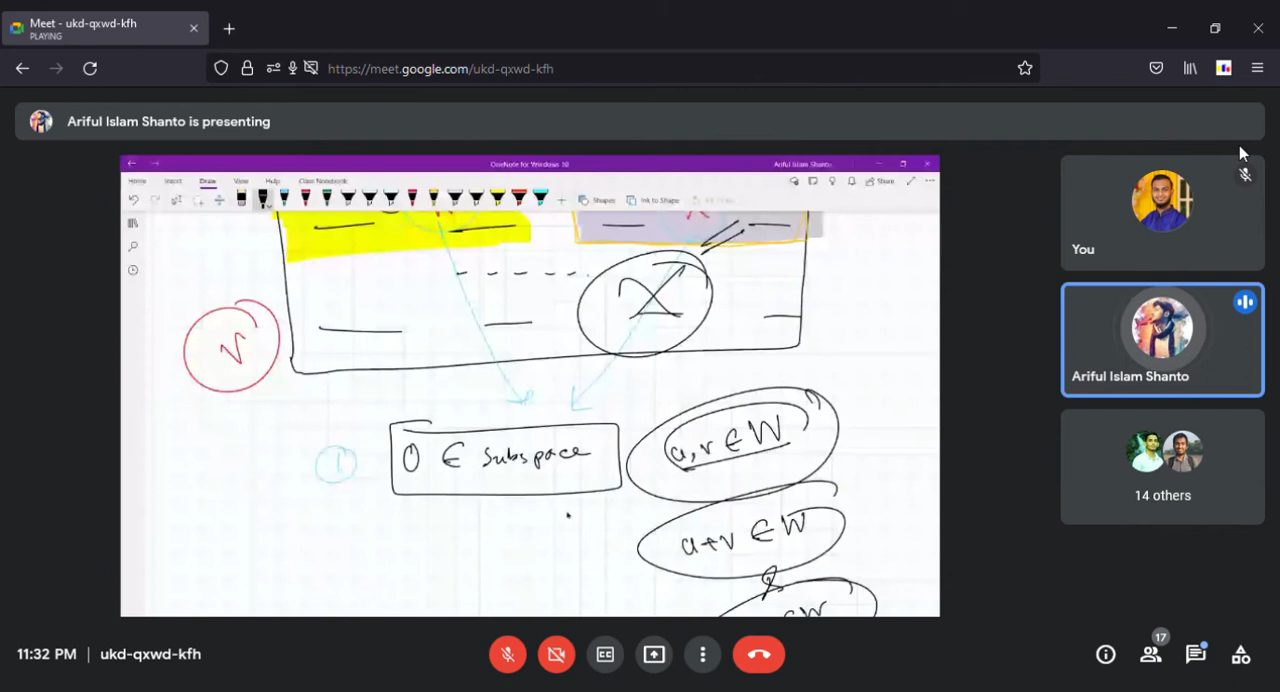 Meet - ukd-qxwd-kfh
PLAYING
https://meet.google.com/ukd-qxwd-kfh
Ariful Islam Shanto is presenting
OneNote for Windows 10
Ariful Islam Shanto
Home Insert Draw View Help Class Notebook
Share
Shapes Ink to Shape
You
V
Ariful Islam Shanto
1
0 ∈ Subspace
u, v ∈ W
u+v ∈ W
&
∈W
14 others
11:32 PM | ukd-qxwd-kfh
17